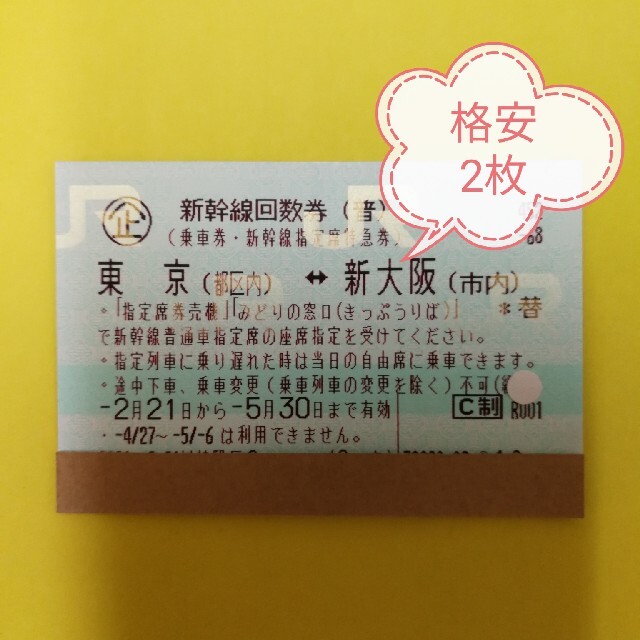 格安
2枚
企 新幹線回数券(普)
(乗車券・新幹線指定席特急券)
東 京(都区内) ↔ 新大阪(市内)
*替
・「指定席券売機」「みどりの窓口(きっぷうりば)」
で新幹線普通車指定席の座席指定を受けてください。
・指定列車に乗り遅れた時は当日の自由席に乗車できます。
・途中下車、乗車変更(乗車列車の変更を除く)不可
-2月21日から-5月30日まで有効
C制 R001
・-4/27～-5/-6は利用できません。